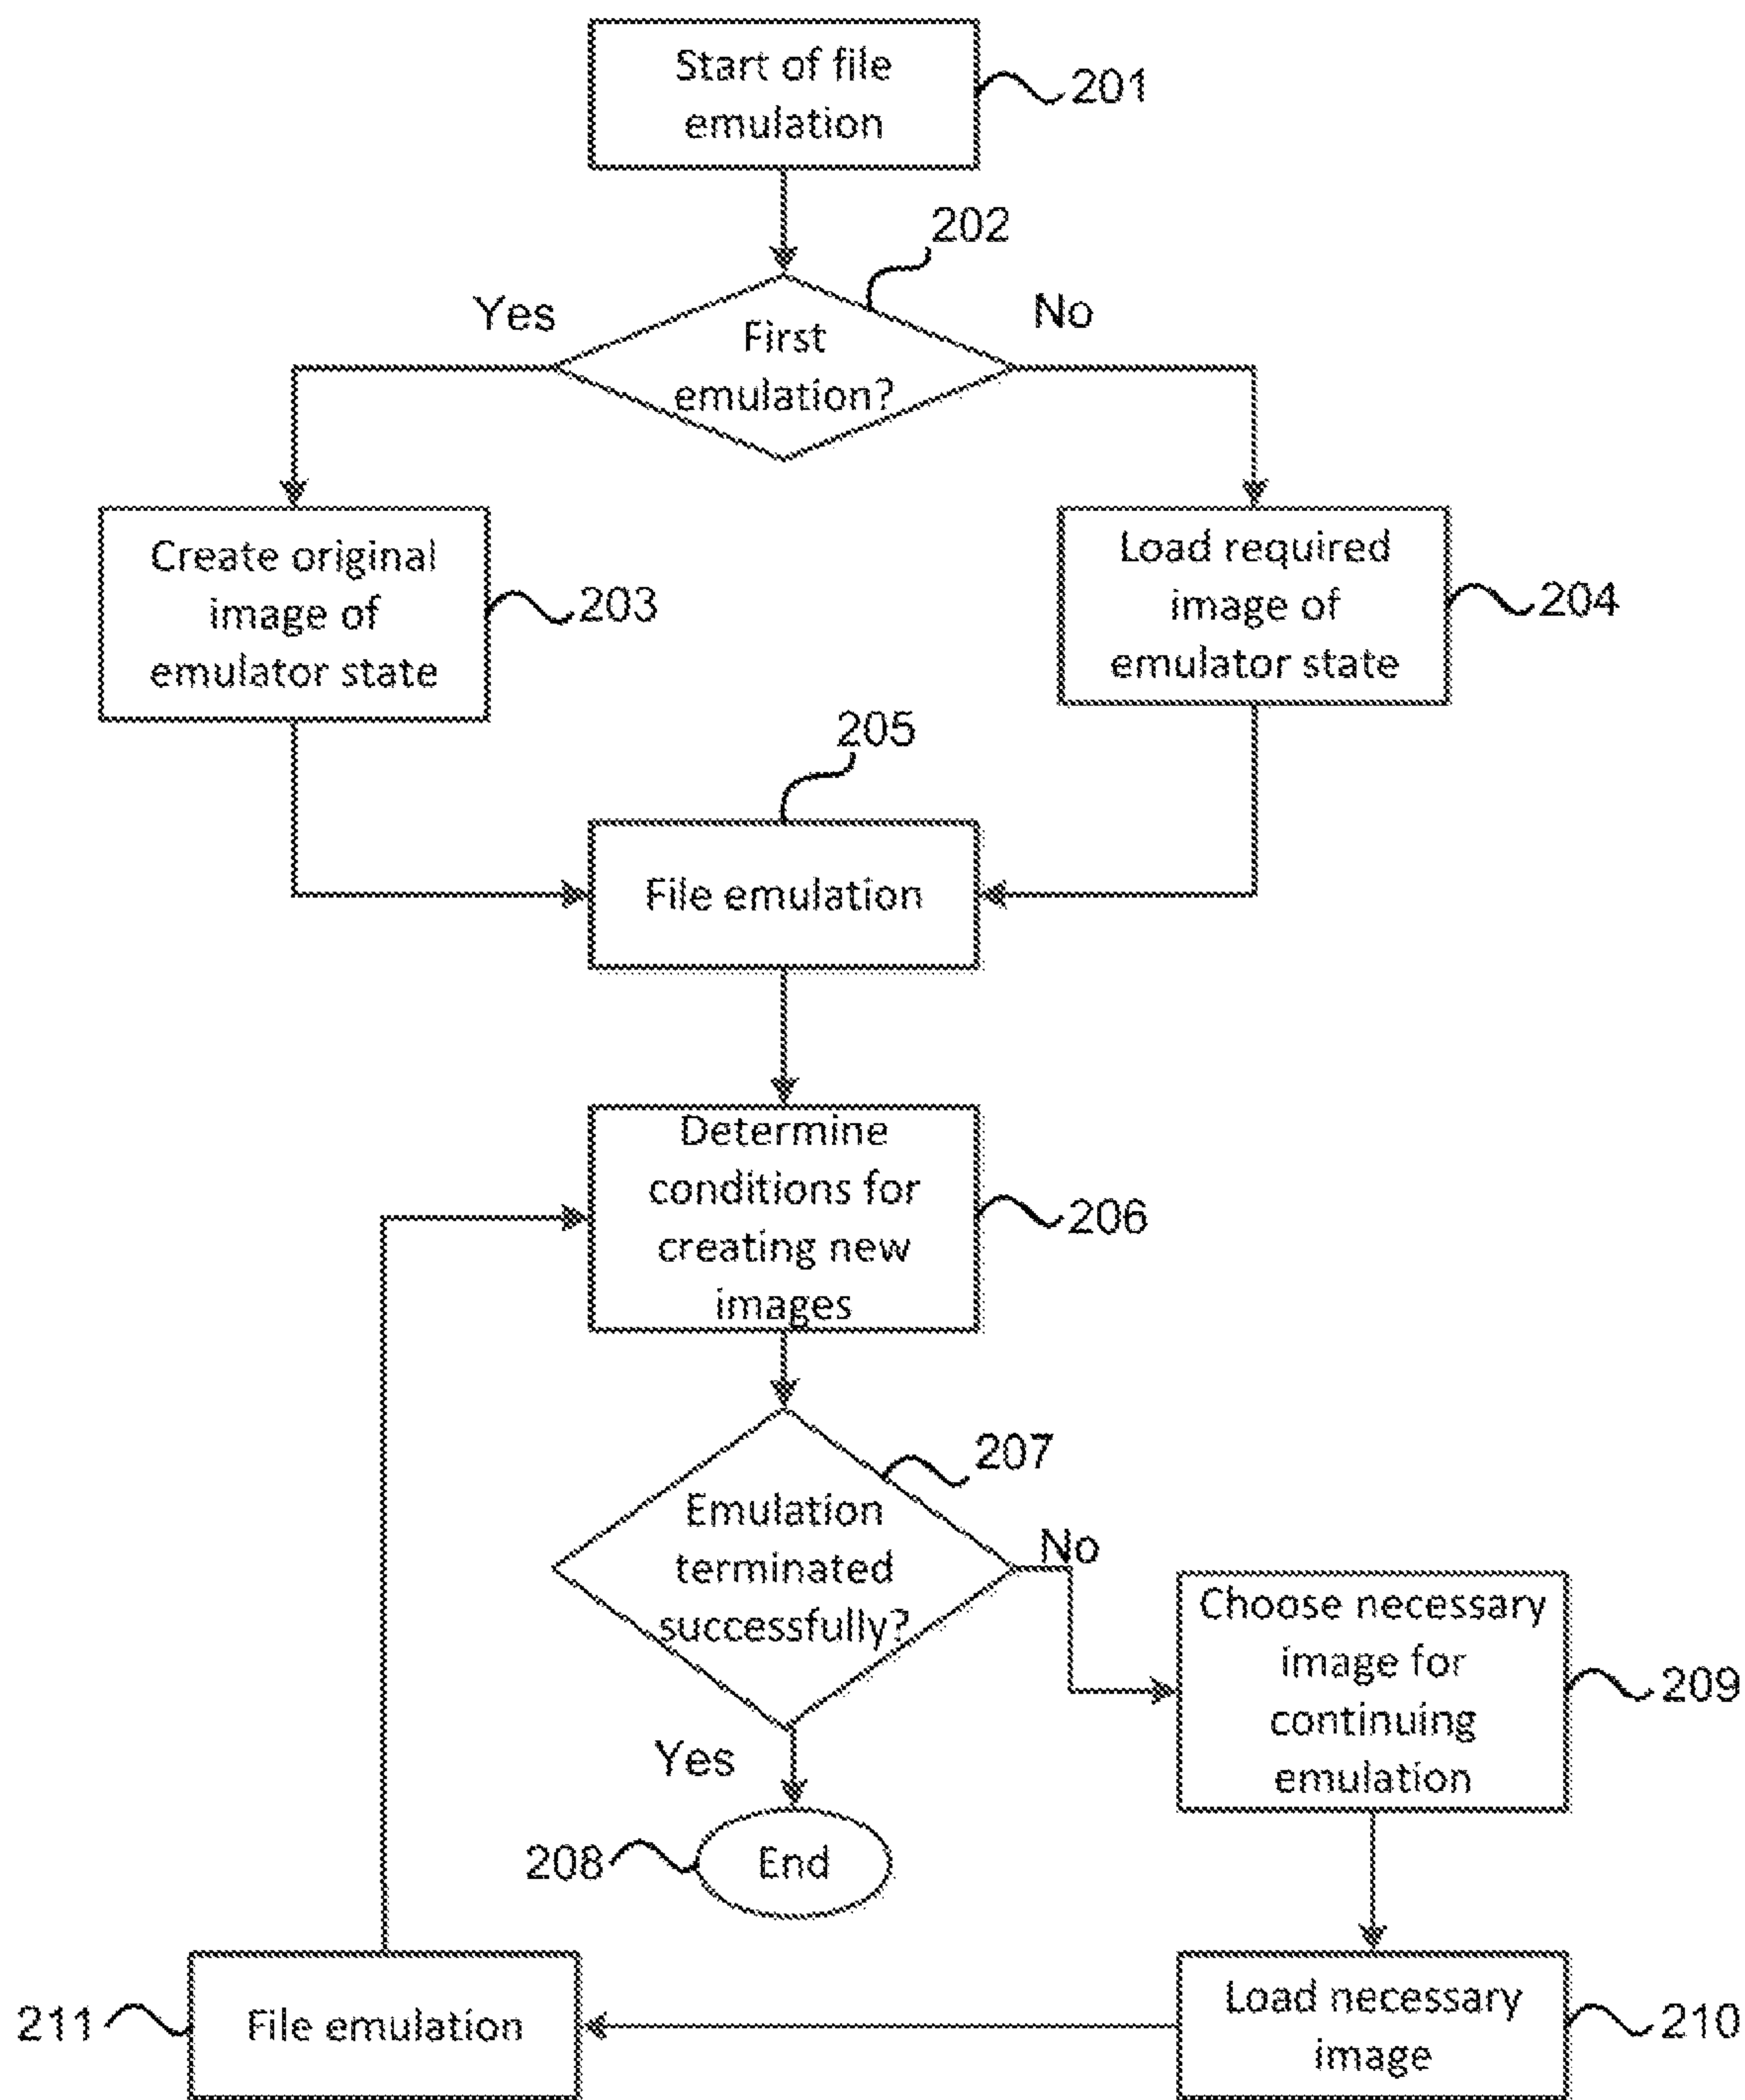 Start of file
emulation
201
202
Yes
No
First
emulation?
Create original
image of
emulator state
203
Load required
image of
emulator state
204
205
File emulation
Determine
conditions for
creating new
images
206
207
Emulation
terminated
successfully?
No
Yes
Choose necessary
image for
continuing
emulation
209
208
End
211
File emulation
Load necessary
image
210